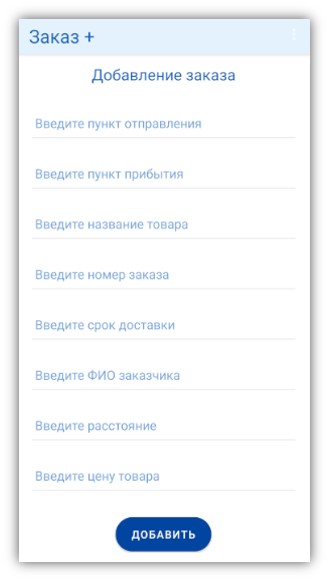 Заказ +
Добавление заказа
Введите пункт отправления
Введите пункт прибытия
Введите название товара
Введите номер заказа
Введите срок доставки
Введите ФИО заказчика
Введите расстояние
Введите цену товара
ДОБАВИТЬ